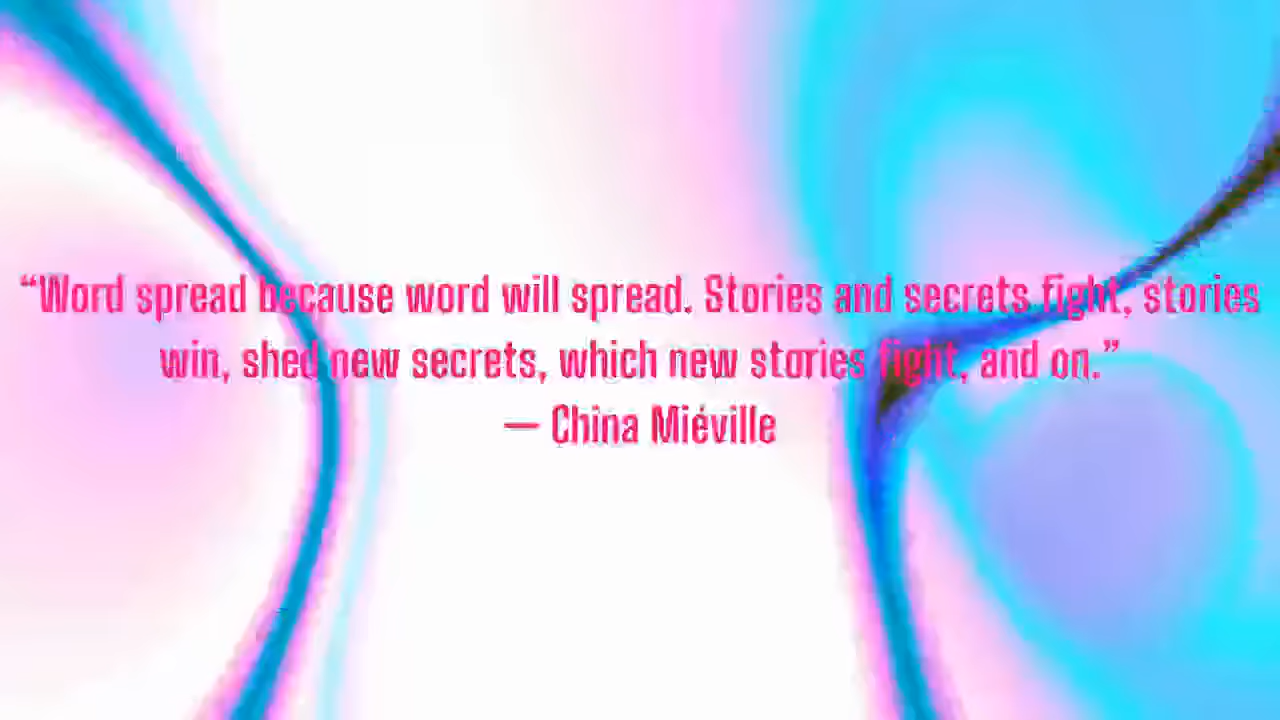 “Word spread because word will spread. Stories and secrets fight, stories
win, shed new secrets, which new stories fight, and on.”
— China Miéville